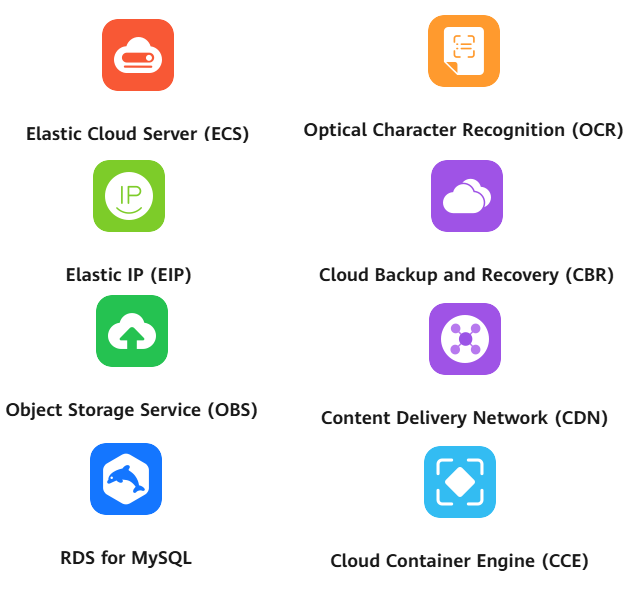 Elastic Cloud Server (ECS)
Optical Character Recognition (OCR)
IP
Elastic IP (EIP)
Cloud Backup and Recovery (CBR)
Object Storage Service (OBS)
Content Delivery Network (CDN)
RDS for MySQL
Cloud Container Engine (CCE)